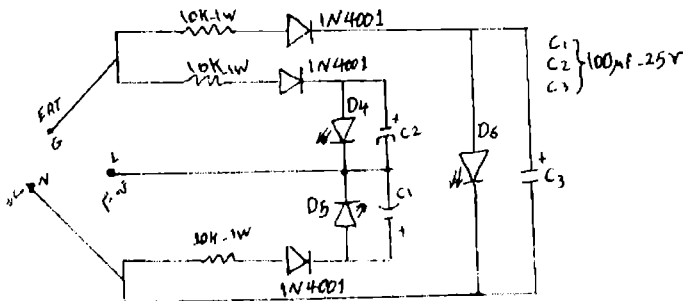 10K-1W
1N4001
10K-1W
1N4001
C1
C2
C3
100µF-25V
EAT
G
D4
+
C2
L
D6
+
C3
N
D5
C1
+
10K-1W
1N4001